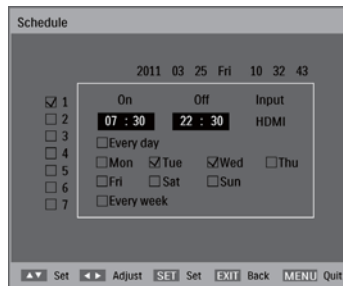 Schedule
2011 03 25 Fri 10 32 43
1 On Off Input
2 07 : 30 22 : 30 HDMI
3 Every day
4 Mon Tue Wed Thu
5 Fri Sat Sun
6 Every week
7
Set Adjust SET Set EXIT Back MENU Quit